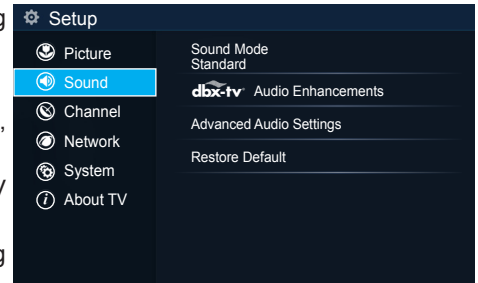 Setup
Picture
Sound
Channel
Network
System
About TV
Sound Mode
Standard
dbx-tv Audio Enhancements
Advanced Audio Settings
Restore Default